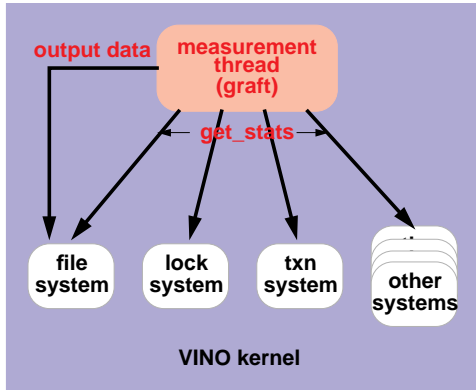 output data
measurement
thread
(graft)
get_stats
file
system
lock
system
txn
system
other
systems
VINO kernel